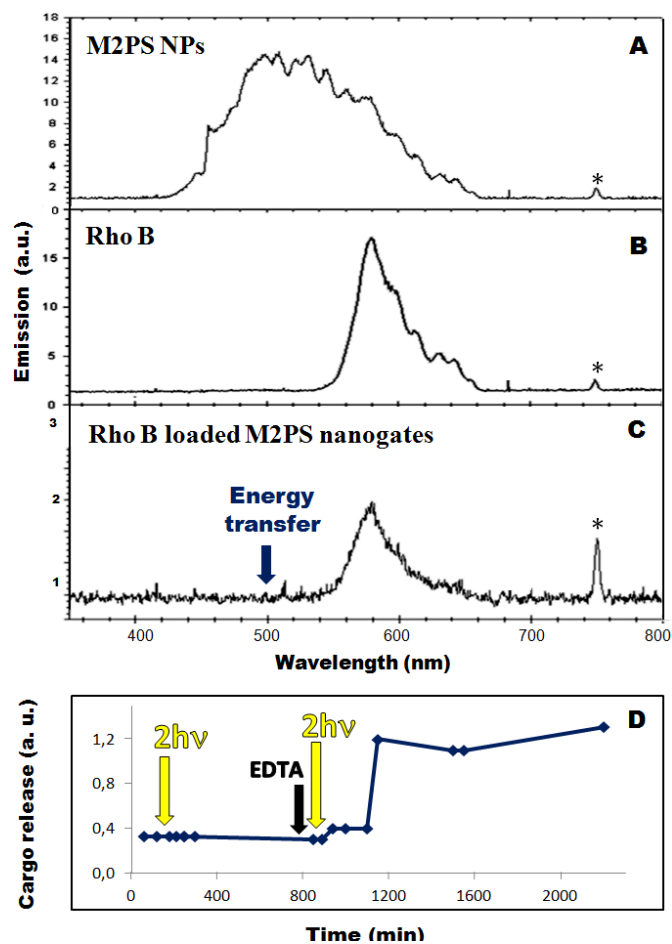 18
M2PS NPs
A
16
14
12
10
8
6
4
2
*
0
Rho B
B
15
10
5
*
0
Emission (a.u.)
3
Rho B loaded M2PS nanogates
C
Energy
transfer
2
*
1
400 500 600 700 800
Wavelength (nm)
D
2hν
2hν
EDTA
1,2
0,8
0,4
0,0
Cargo release (a. u.)
0 400 800 1200 1600 2000
Time (min)